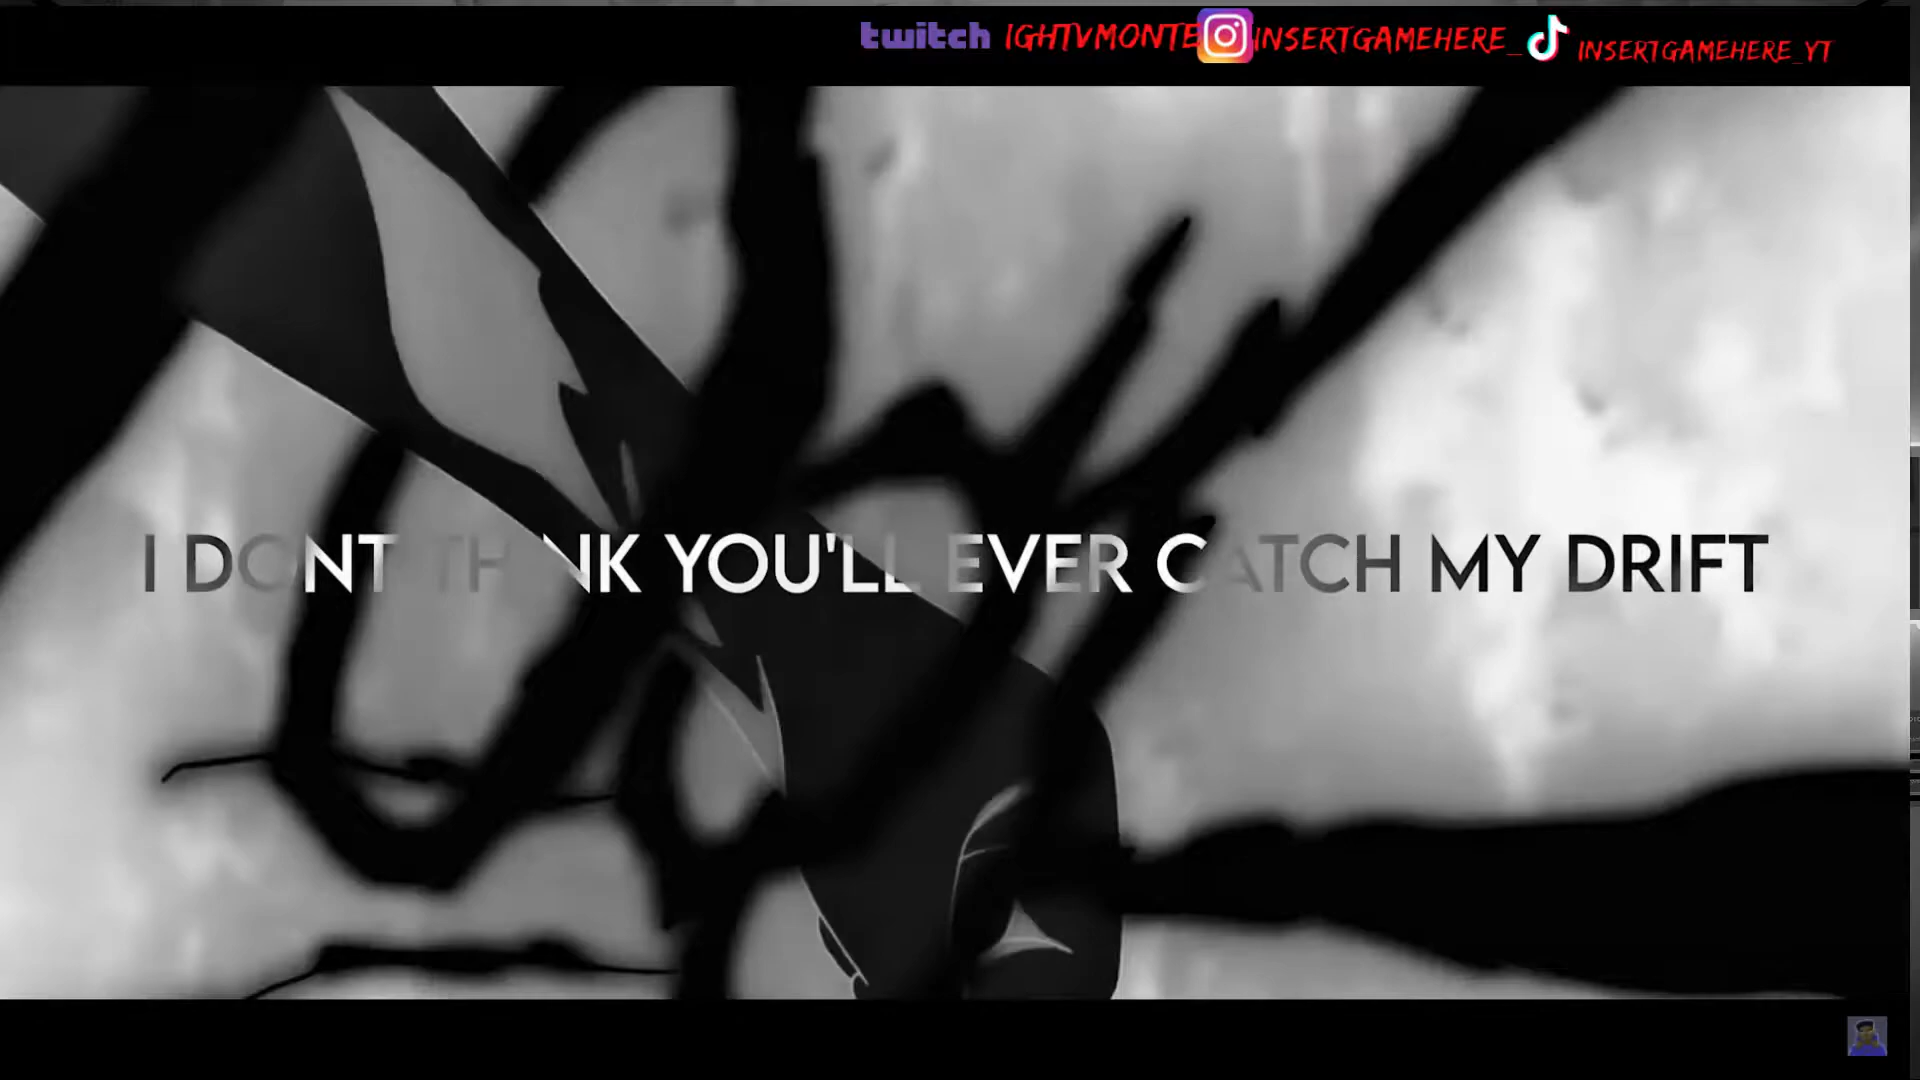 twitch IGHTVMONTE INSERTGAMEHERE_ INSERTGAMEHERE_YT
I DONT THINK YOU'LL EVER CATCH MY DRIFT